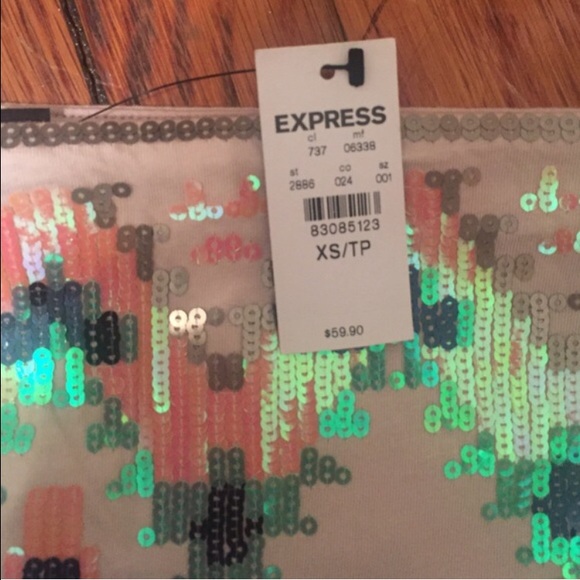 EXPRESS
cl mf
737 06338
st co sz
2886 024 001
83085123
XS/TP
$59.90